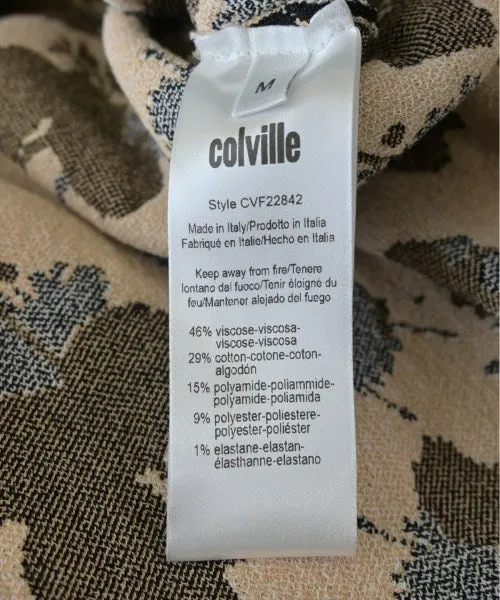 M
colville
Style CVF22842
Made in Italy/Prodotto in Italia
Fabriqué en Italie/Hecho en Italia
Keep away from fire/Tenere
lontano dal fuoco/Tenir éloigne du
feu/Mantener alejado del fuego
46% viscose-viscosa-
viscose-viscosa
29% cotton-cotone-coton-
algodón
15% polyamide-poliammide-
polyamide-poliamida
9% polyester-poliestere-
polyester-poliéster
1% elastane-elastan-
élasthanne-elastano